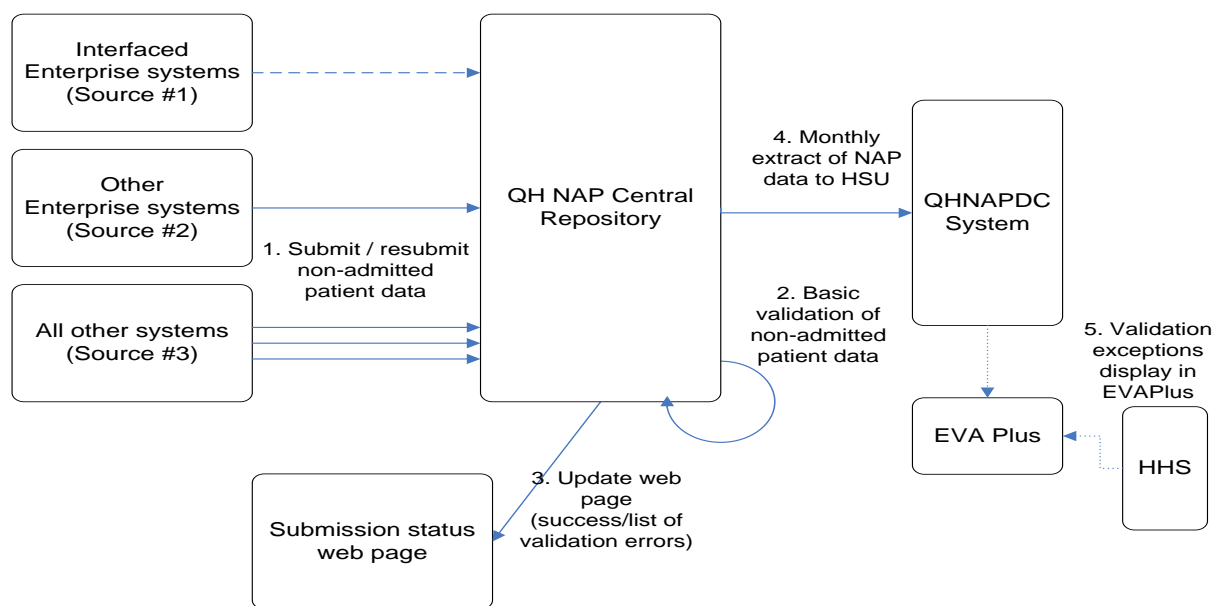 Interfaced
Enterprise systems
(Source #1)
Other
Enterprise systems
(Source #2)
1. Submit / resubmit
non-admitted
patient data
All other systems
(Source #3)
QH NAP Central
Repository
4. Monthly
extract of NAP
data to HSU
QHNAPDC
System
2. Basic
validation of
non-admitted
patient data
5. Validation
exceptions
display in
EVAPlus
EVA Plus
HHS
3. Update web
page
(success/list of
validation errors)
Submission status
web page